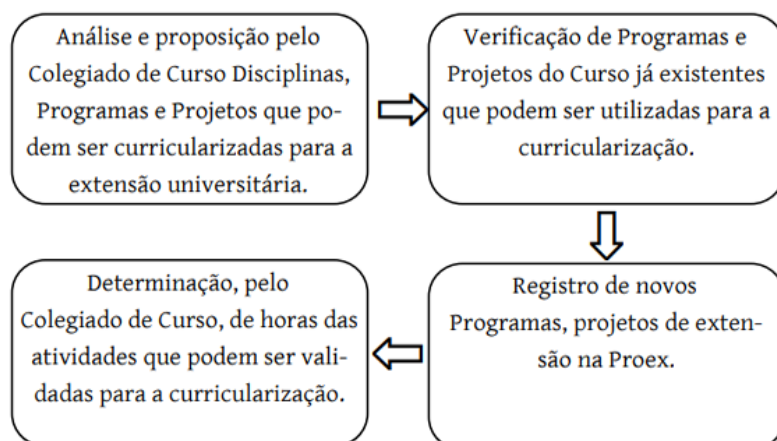 Análise e proposição pelo
Colegiado de Curso Disciplinas,
Programas e Projetos que po-
dem ser curricularizadas para a
extensão universitária.
Verificação de Programas e
Projetos do Curso já existentes
que podem ser utilizadas para a
curricularização.
Registro de novos
Programas, projetos de exten-
são na Proex.
Determinação, pelo
Colegiado de Curso, de horas das
atividades que podem ser vali-
dadas para a curricularização.